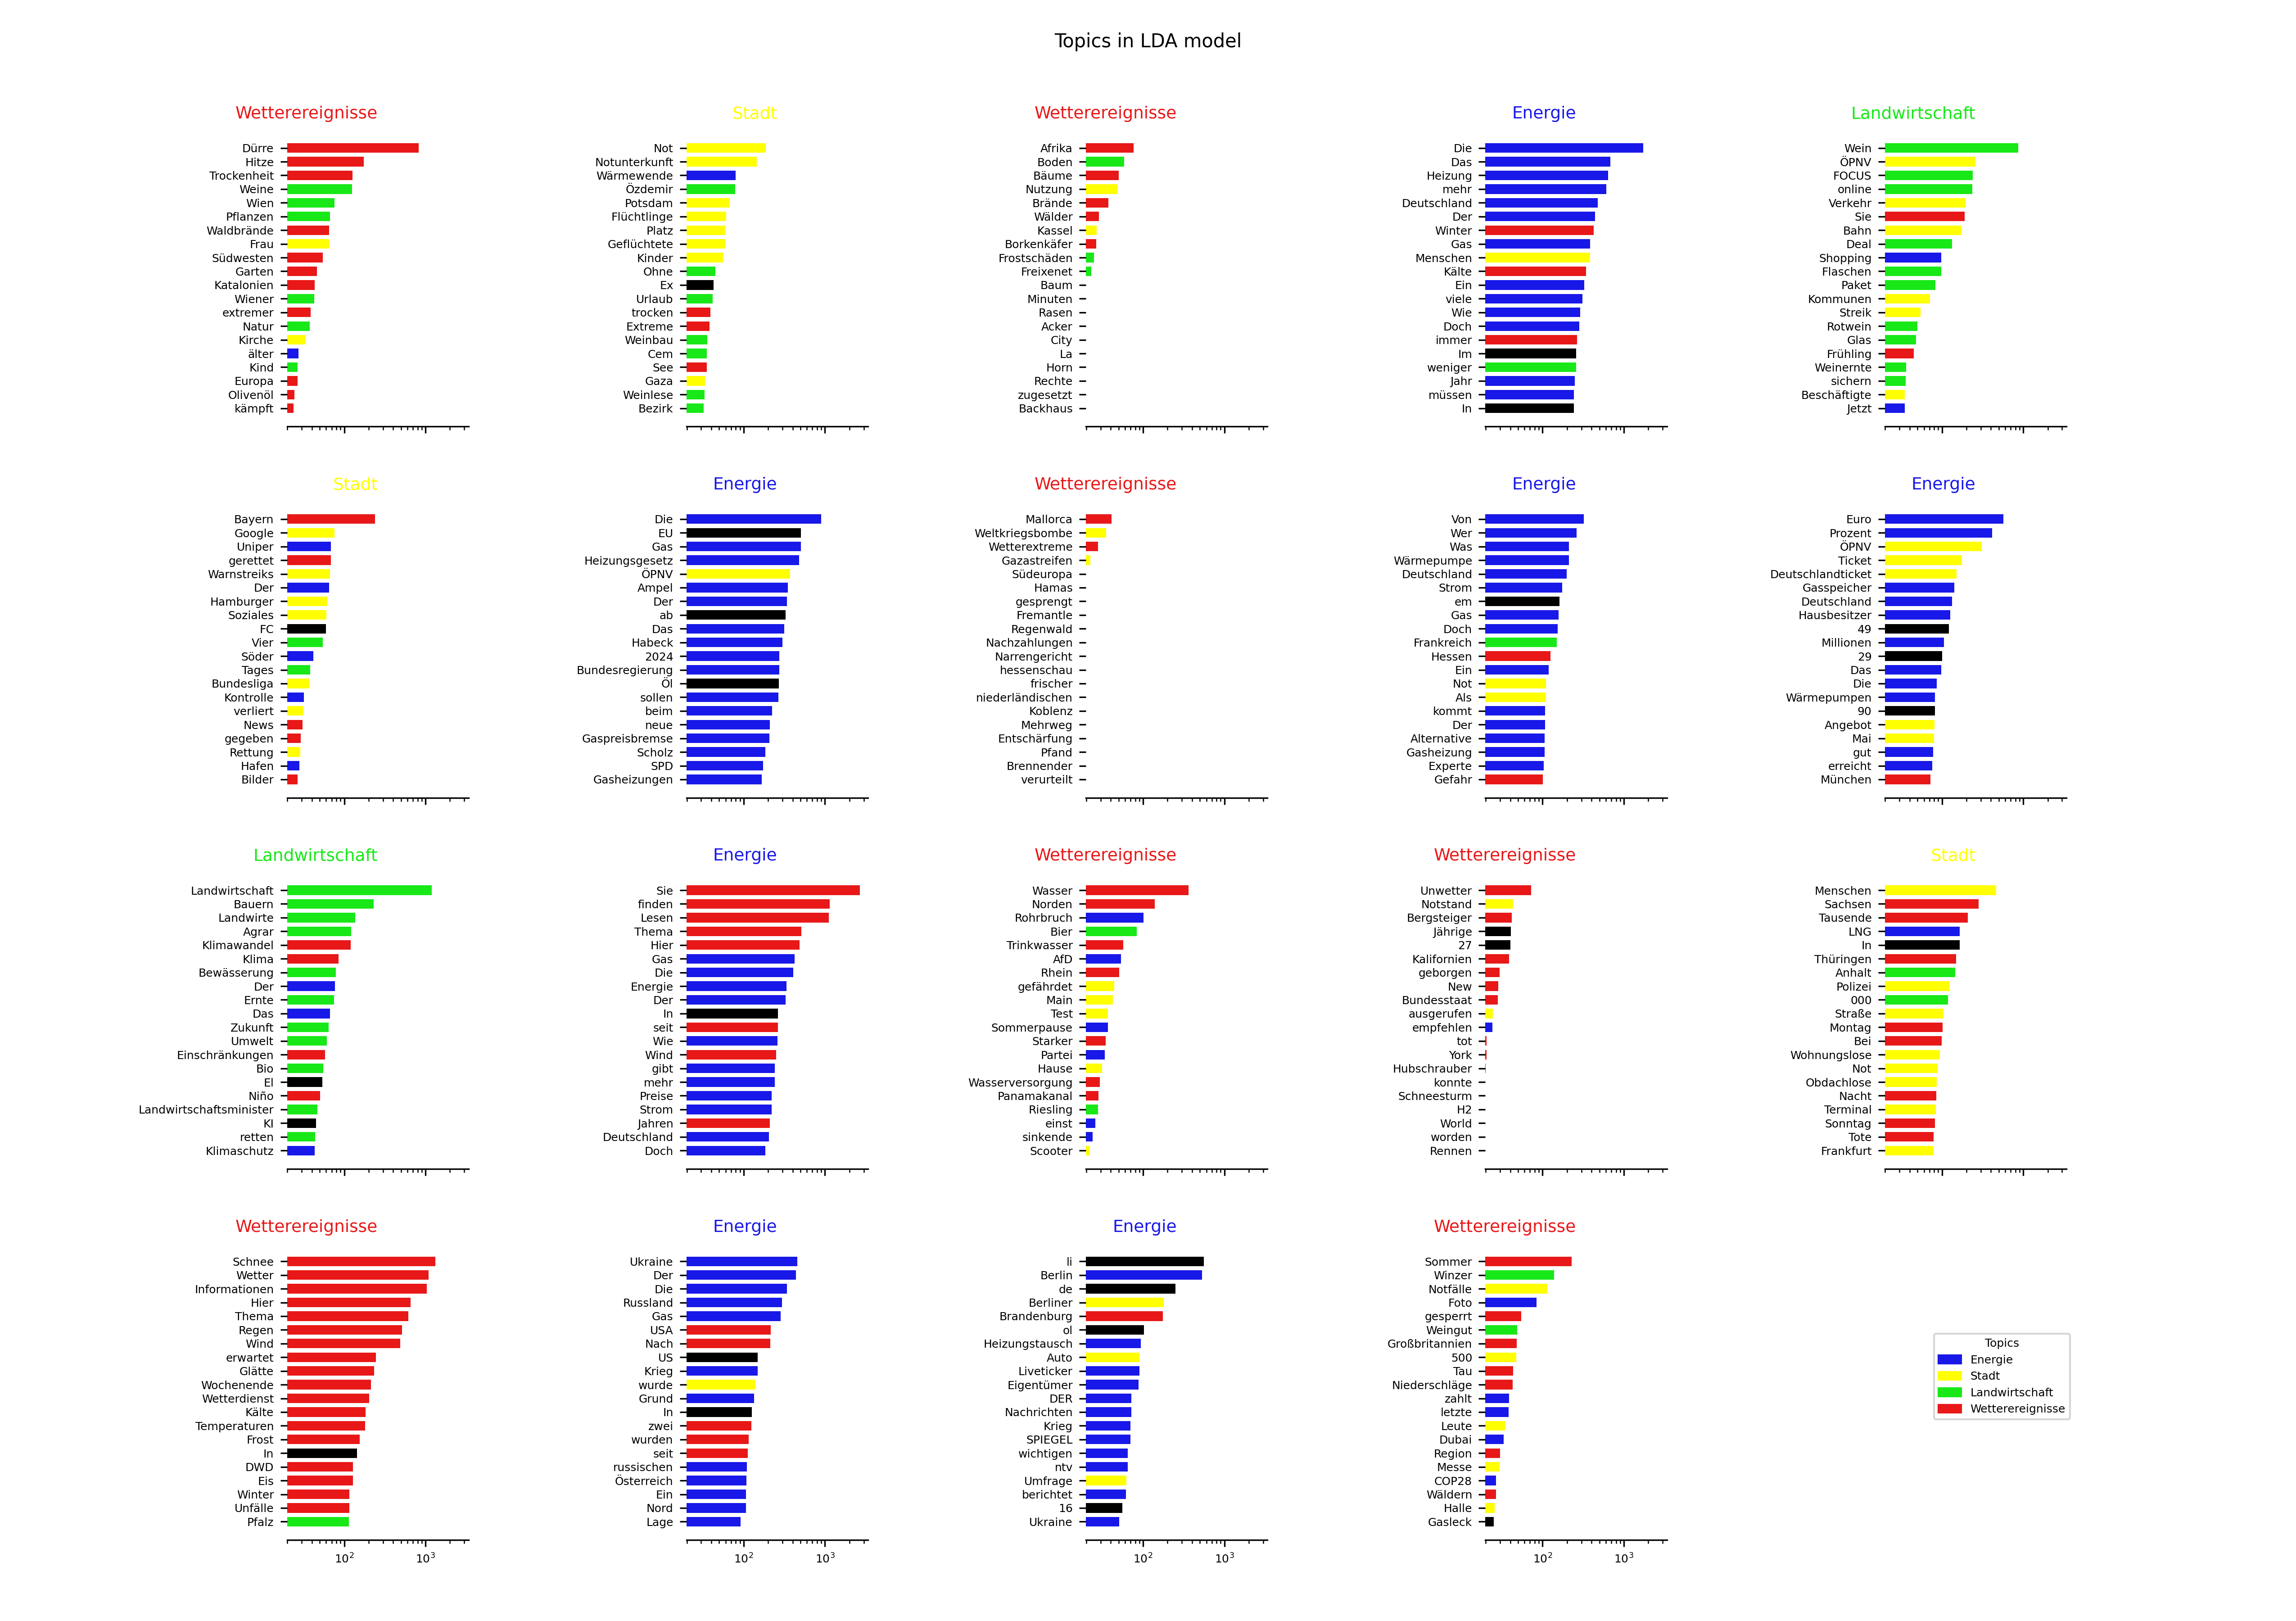 Topics in LDA model
Wetterereignisse
Dürre
Hitze
Trockenheit
Weine
Wien
Pflanzen
Waldbrände
Frau
Südwesten
Garten
Katalonien
Wiener
extremer
Natur
Kirche
älter
Kind
Europa
Olivenöl
kämpft
Stadt
Not
Notunterkunft
Wärmewende
Özdemir
Potsdam
Flüchtlinge
Platz
Geflüchtete
Kinder
Ohne
Ex
Urlaub
trocken
Extreme
Weinbau
Cem
See
Gaza
Weinlese
Bezirk
Wetterereignisse
Afrika
Boden
Bäume
Nutzung
Brände
Wälder
Kassel
Borkenkäfer
Frostschäden
Freixenet
Baum
Minuten
Rasen
Acker
City
La
Horn
Rechte
zugesetzt
Backhaus
Energie
Die
Das
Heizung
mehr
Deutschland
Der
Winter
Gas
Menschen
Kälte
Ein
viele
Wie
Doch
immer
Im
weniger
Jahr
müssen
In
Landwirtschaft
Wein
ÖPNV
FOCUS
online
Verkehr
Sie
Bahn
Deal
Shopping
Flaschen
Paket
Kommunen
Streik
Rotwein
Glas
Frühling
Weinernte
sichern
Beschäftigte
Jetzt
Stadt
Bayern
Google
Uniper
gerettet
Warnstreiks
Der
Hamburger
Soziales
FC
Vier
Söder
Tages
Bundesliga
Kontrolle
verliert
News
gegeben
Rettung
Hafen
Bilder
Energie
Die
EU
Gas
Heizungsgesetz
ÖPNV
Ampel
Der
ab
Das
Habeck
2024
Bundesregierung
Öl
sollen
beim
neue
Gaspreisbremse
Scholz
SPD
Gasheizungen
Wetterereignisse
Mallorca
Weltkriegsbombe
Wetterextreme
Gazastreifen
Südeuropa
Hamas
gesprengt
Fremantle
Regenwald
Nachzahlungen
Narrengericht
hessenschau
frischer
niederländischen
Koblenz
Mehrweg
Entschärfung
Pfand
Brennender
verurteilt
Energie
Von
Wer
Was
Wärmepumpe
Deutschland
Strom
em
Gas
Doch
Frankreich
Hessen
Ein
Not
Als
kommt
Der
Alternative
Gasheizung
Experte
Gefahr
Energie
Euro
Prozent
ÖPNV
Ticket
Deutschlandticket
Gasspeicher
Deutschland
Hausbesitzer
49
Millionen
29
Das
Die
Wärmepumpen
90
Angebot
Mai
gut
erreicht
München
Landwirtschaft
Landwirtschaft
Bauern
Landwirte
Agrar
Klimawandel
Klima
Bewässerung
Der
Ernte
Das
Zukunft
Umwelt
Einschränkungen
Bio
El
Niño
Landwirtschaftsminister
KI
retten
Klimaschutz
Energie
Sie
finden
Lesen
Thema
Hier
Gas
Die
Energie
Der
In
seit
Wie
Wind
gibt
mehr
Preise
Strom
Jahren
Deutschland
Doch
Wetterereignisse
Wasser
Norden
Rohrbruch
Bier
Trinkwasser
AfD
Rhein
gefährdet
Main
Test
Sommerpause
Starker
Partei
Hause
Wasserversorgung
Panamakanal
Riesling
einst
sinkende
Scooter
Wetterereignisse
Unwetter
Notstand
Bergsteiger
Jährige
27
Kalifornien
geborgen
New
Bundesstaat
ausgerufen
empfehlen
tot
York
Hubschrauber
konnte
Schneesturm
H2
World
worden
Rennen
Stadt
Menschen
Sachsen
Tausende
LNG
In
Thüringen
Anhalt
Polizei
000
Straße
Montag
Bei
Wohnungslose
Not
Obdachlose
Nacht
Terminal
Sonntag
Tote
Frankfurt
Wetterereignisse
Schnee
Wetter
Informationen
Hier
Thema
Regen
Wind
erwartet
Glätte
Wochenende
Wetterdienst
Kälte
Temperaturen
Frost
In
DWD
Eis
Winter
Unfälle
Pfalz
10² 10³
Energie
Ukraine
Der
Die
Russland
Gas
USA
Nach
US
Krieg
wurde
Grund
In
zwei
wurden
seit
russischen
Österreich
Ein
Nord
Lage
10² 10³
Energie
li
Berlin
de
Berliner
Brandenburg
ol
Heizungstausch
Auto
Liveticker
Eigentümer
DER
Nachrichten
Krieg
SPIEGEL
wichtigen
ntv
Umfrage
berichtet
16
Ukraine
10² 10³
Wetterereignisse
Sommer
Winzer
Notfälle
Foto
gesperrt
Weingut
Großbritannien
500
Tau
Niederschläge
zahlt
letzte
Leute
Dubai
Region
Messe
COP28
Wäldern
Halle
Gasleck
10² 10³
Topics
Energie
Stadt
Landwirtschaft
Wetterereignisse